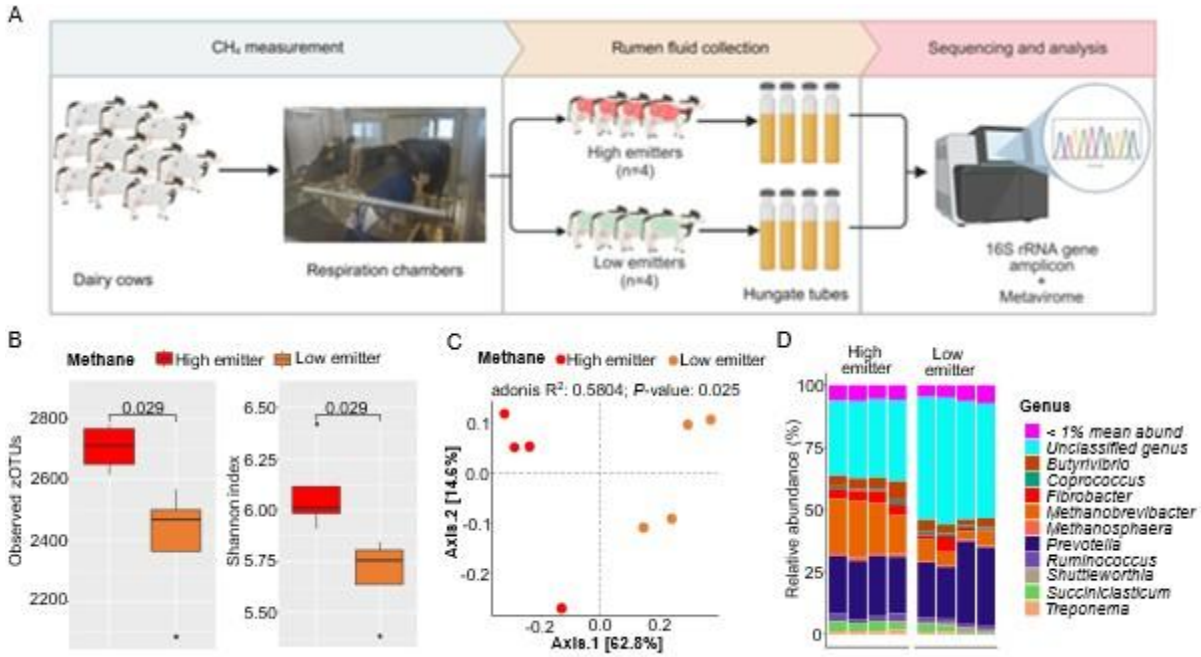 A
CH₄ measurement
Rumen fluid collection
Sequencing and analysis
High emitters
(n=4)
Low emitters
(n=4)
Dairy cows
Respiration chambers
Hungate tubes
16S rRNA gene
amplicon
+
Metavirome
B
Methane
High emitter
Low emitter
0.029
2800
2600
2400
2200
Observed zOTUs
0.029
6.50
6.25
6.00
5.75
5.50
Shannon index
C
Methane
High emitter
Low emitter
adonis R²: 0.5804; P-value: 0.025
0.1
0.0
-0.1
-0.2
Axis.2 [14.6%]
-0.2
0.0
0.2
Axis.1 [62.8%]
D
High
emitter
Low
emitter
100
75
50
25
0
Relative abundance (%)
Genus
< 1% mean abund
Unclassified genus
Butyrivibrio
Coprococcus
Fibrobacter
Methanobrevibacter
Methanosphaera
Prevotella
Ruminococcus
Shuttleworthia
Succiniclasticum
Treponema